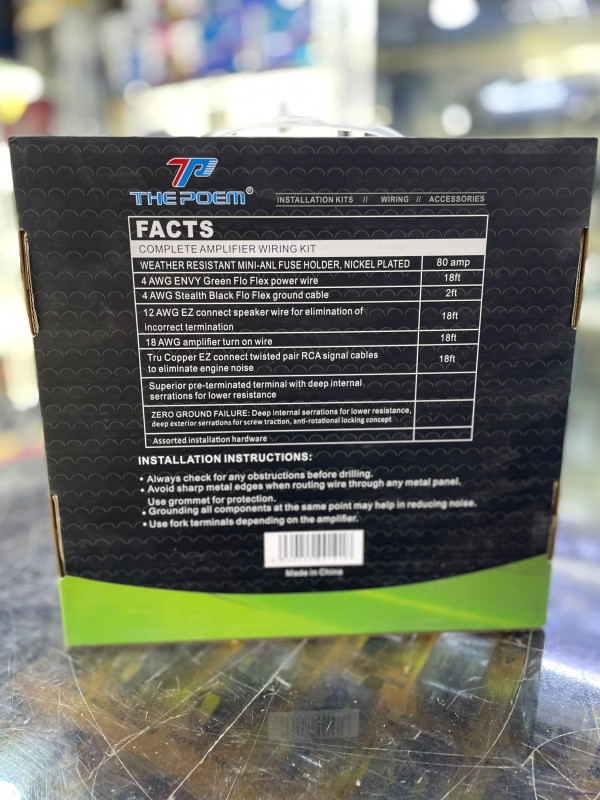 TP
THE POEM®
INSTALLATION KITS // WIRING // ACCESSORIES
FACTS
COMPLETE AMPLIFIER WIRING KIT
WEATHER RESISTANT MINI-ANL FUSE HOLDER, NICKEL PLATED 80 amp
4 AWG ENVY Green Flo Flex power wire 18ft
4 AWG Stealth Black Flo Flex ground cable 2ft
12 AWG EZ connect speaker wire for elimination of
incorrect termination 18ft
18 AWG amplifier turn on wire 18ft
Tru Copper EZ connect twisted pair RCA signal cables
to eliminate engine noise 18ft
Superior pre-terminated terminal with deep internal
serrations for lower resistance
ZERO GROUND FAILURE: Deep internal serrations for lower resistance,
deep exterior serrations for screw traction, anti-rotational locking concept
Assorted installation hardware
INSTALLATION INSTRUCTIONS:
• Always check for any obstructions before drilling.
• Avoid sharp metal edges when routing wire through any metal panel.
Use grommet for protection.
• Grounding all components at the same point may help in reducing noise.
• Use fork terminals depending on the amplifier.
Made in China